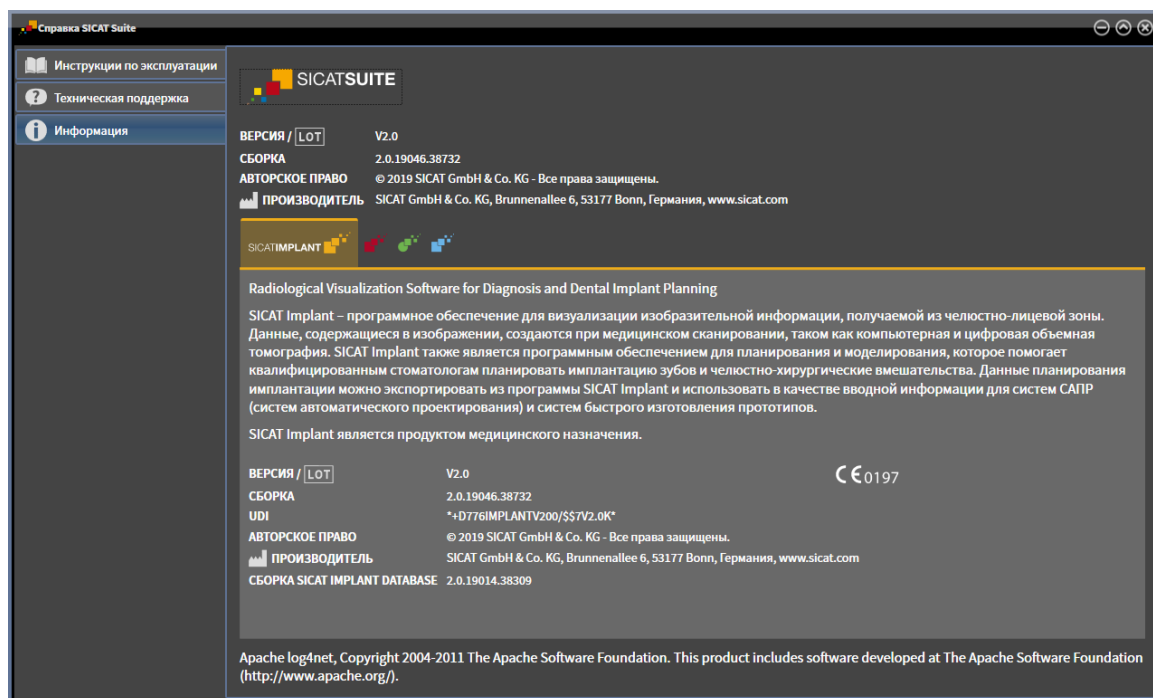 Справка SICAT Suite
Инструкции по эксплуатации
Техническая поддержка
Информация
SICATSUITE
ВЕРСИЯ / LOT V2.0
СБОРКА 2.0.19046.38732
АВТОРСКОЕ ПРАВО © 2019 SICAT GmbH & Co. KG - Все права защищены.
ПРОИЗВОДИТЕЛЬ SICAT GmbH & Co. KG, Brunnenallee 6, 53177 Bonn, Германия, www.sicat.com
SICATIMPLANT
Radiological Visualization Software for Diagnosis and Dental Implant Planning
SICAT Implant – программное обеспечение для визуализации изобразительной информации, получаемой из челюстно-лицевой зоны.
Данные, содержащиеся в изображении, создаются при медицинском сканировании, таком как компьютерная и цифровая объемная
томография. SICAT Implant также является программным обеспечением для планирования и моделирования, которое помогает
квалифицированным стоматологам планировать имплантацию зубов и челюстно-хирургические вмешательства. Данные планирования
имплантации можно экспортировать из программы SICAT Implant и использовать в качестве вводной информации для систем САПР
(систем автоматического проектирования) и систем быстрого изготовления прототипов.
SICAT Implant является продуктом медицинского назначения.
ВЕРСИЯ / LOT V2.0 CE0197
СБОРКА 2.0.19046.38732
UDI *+D776IMPLANTV200/$$7V2.0K*
АВТОРСКОЕ ПРАВО © 2019 SICAT GmbH & Co. KG - Все права защищены.
ПРОИЗВОДИТЕЛЬ SICAT GmbH & Co. KG, Brunnenallee 6, 53177 Bonn, Германия, www.sicat.com
СБОРКА SICAT IMPLANT DATABASE 2.0.19014.38309
Apache log4net, Copyright 2004-2011 The Apache Software Foundation. This product includes software developed at The Apache Software Foundation
(http://www.apache.org/).